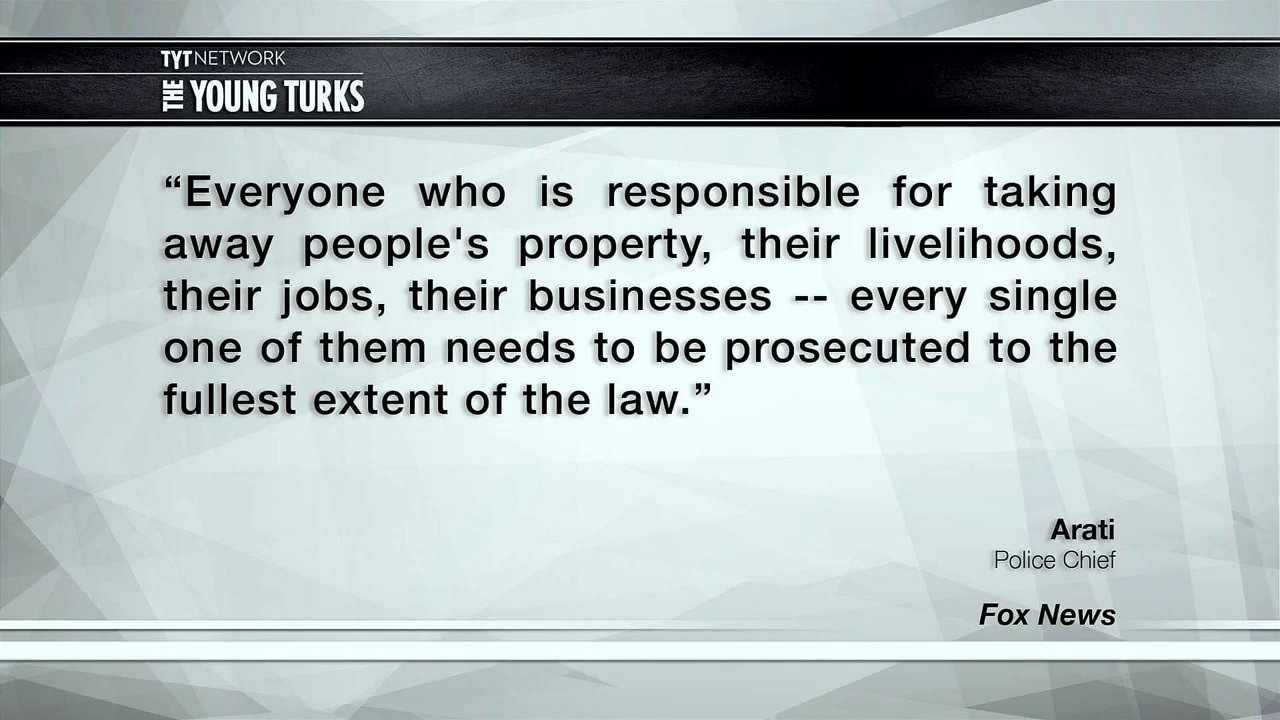 TYT NETWORK
THE YOUNG TURKS
“Everyone who is responsible for taking
away people's property, their livelihoods,
their jobs, their businesses -- every single
one of them needs to be prosecuted to the
fullest extent of the law.”
Arati
Police Chief
Fox News